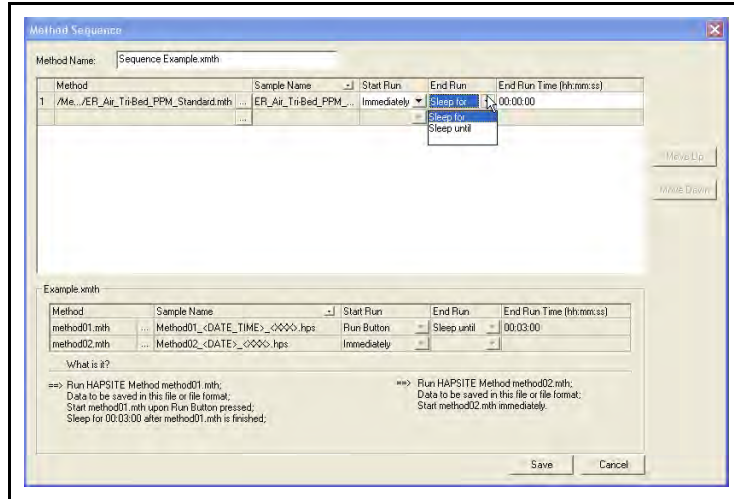 Method Sequence
Method Name: Sequence Example.xmth
Method Sample Name Start Run End Run End Run Time (hh:mm:ss)
1 /Me.../ER_Air_Tri-Bed_PPM_Standard.mth ... ER_Air_Tri-Bed_PPM_... Immediately Sleep for 00:00:00
...
Sleep for
Sleep until
Move Up
Move Down
Example.xmth
Method Sample Name Start Run End Run End Run Time (hh:mm:ss)
method01.mth ... Method01_<DATE_TIME>_<XXX>.hps Run Button Sleep until 00:03:00
method02.mth ... Method02_<DATE>_<XXX>.hps Immediately
What is it?
==> Run HAPSITE Method method01.mth;
Data to be saved in this file or file format;
Start method01.mth upon Run Button pressed;
Sleep for 00:03:00 after method01.mth is finished;
==> Run HAPSITE Method method02.mth;
Data to be saved in this file or file format;
Start method02.mth immediately.
Save Cancel